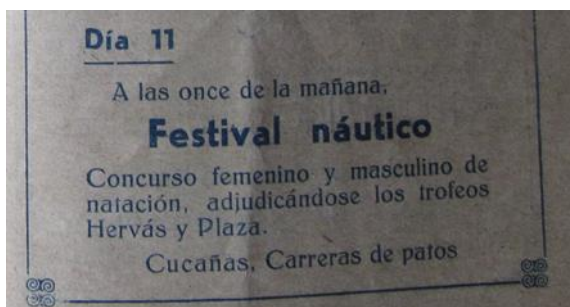 Día 11
A las once de la mañana,
Festival náutico
Concurso femenino y masculino de
natación, adjudicándose los trofeos
Hervás y Plaza.
Cucañas, Carreras de patos